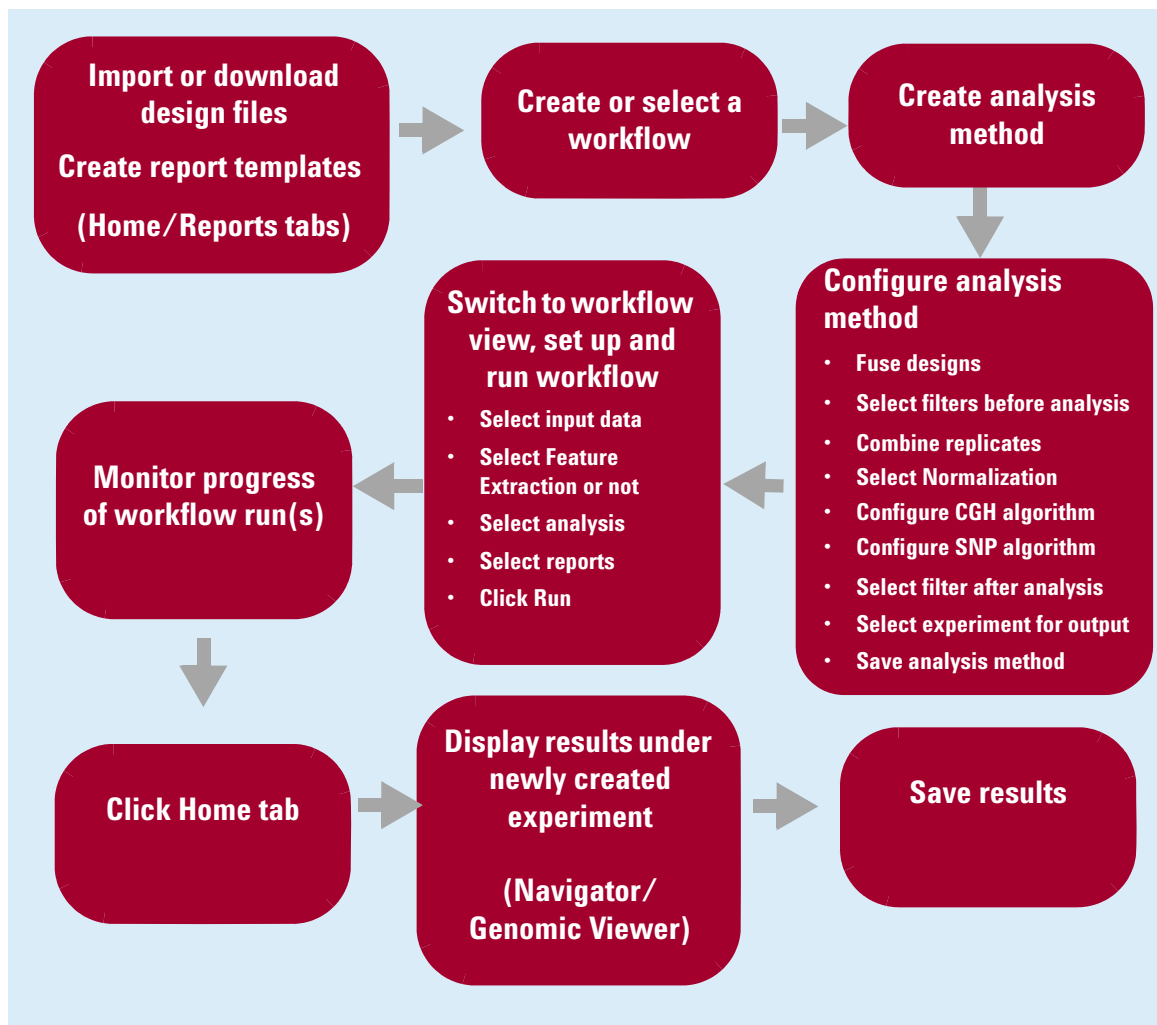 Import or download
design files
Create report templates
(Home/Reports tabs)
Create or select a
workflow
Create analysis
method
Configure analysis
method
• Fuse designs
• Select filters before analysis
• Combine replicates
• Select Normalization
• Configure CGH algorithm
• Configure SNP algorithm
• Select filter after analysis
• Select experiment for output
• Save analysis method
Switch to workflow
view, set up and
run workflow
• Select input data
• Select Feature
Extraction or not
• Select analysis
• Select reports
• Click Run
Monitor progress
of workflow run(s)
Click Home tab
Display results under
newly created
experiment
(Navigator/
Genomic Viewer)
Save results